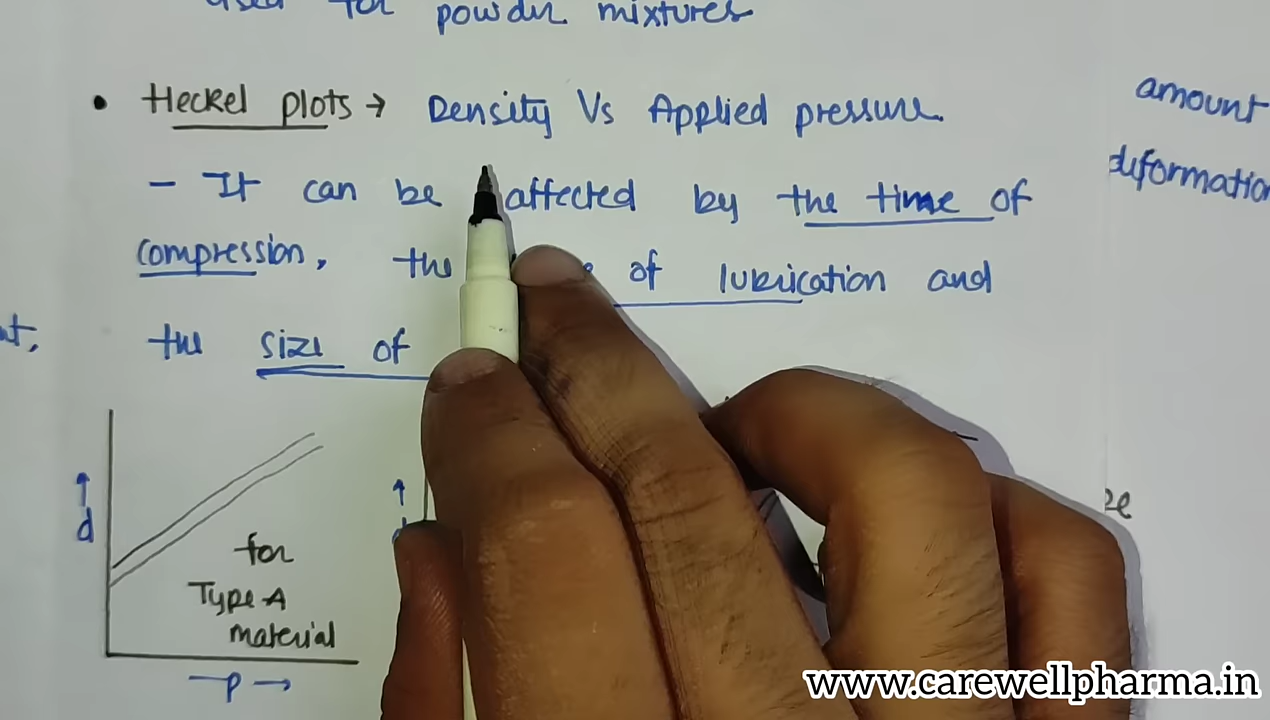 used for powder mixtures
• Heckel plots → Density Vs Applied pressure
- It can be affected by the time of
compression, the of lubrication and
the size of
amount
deformation
nt,
↑
d
for
Type A
material
p →
↑
ze
www.carewellpharma.in